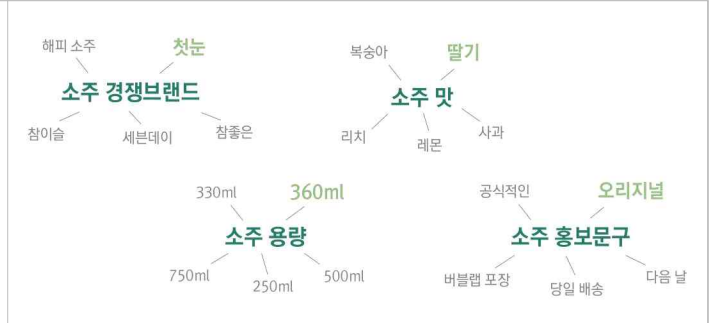 해피 소주
첫눈
소주 경쟁브랜드
참이슬
세븐데이
참좋은
복숭아
딸기
소주 맛
리치
레몬
사과
330ml
360ml
소주 용량
750ml
250ml
500ml
공식적인
오리지널
소주 홍보문구
버블랩 포장
당일 배송
다음 날